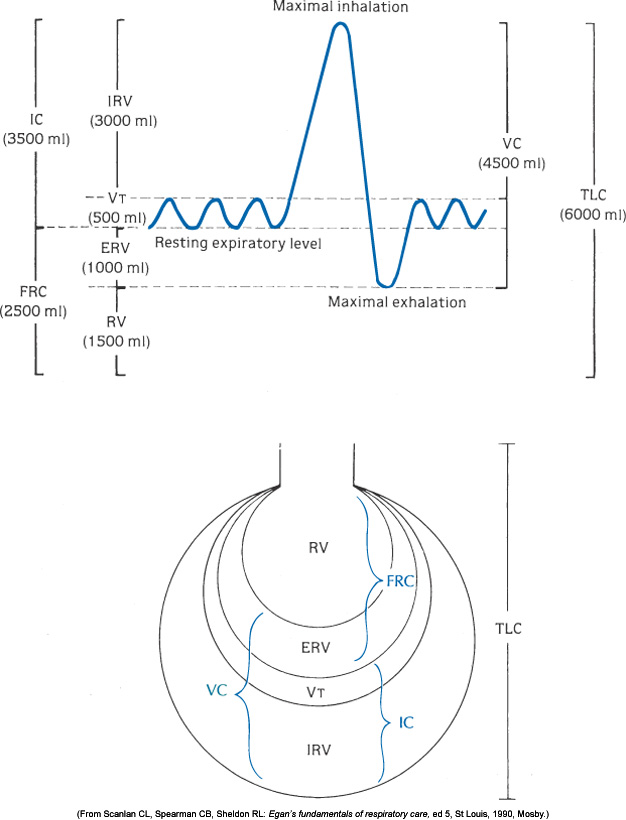 Maximal inhalation
IRV
(3000 ml)
IC
(3500 ml)
VC
(4500 ml)
VT
(500 ml)
TLC
(6000 ml)
Resting expiratory level
ERV
(1000 ml)
FRC
(2500 ml)
Maximal exhalation
RV
(1500 ml)
RV
FRC
ERV
TLC
VC
VT
IC
IRV
(From Scanlan CL, Spearman CB, Sheldon RL: Egan's fundamentals of respiratory care, ed 5, St Louis, 1990, Mosby.)